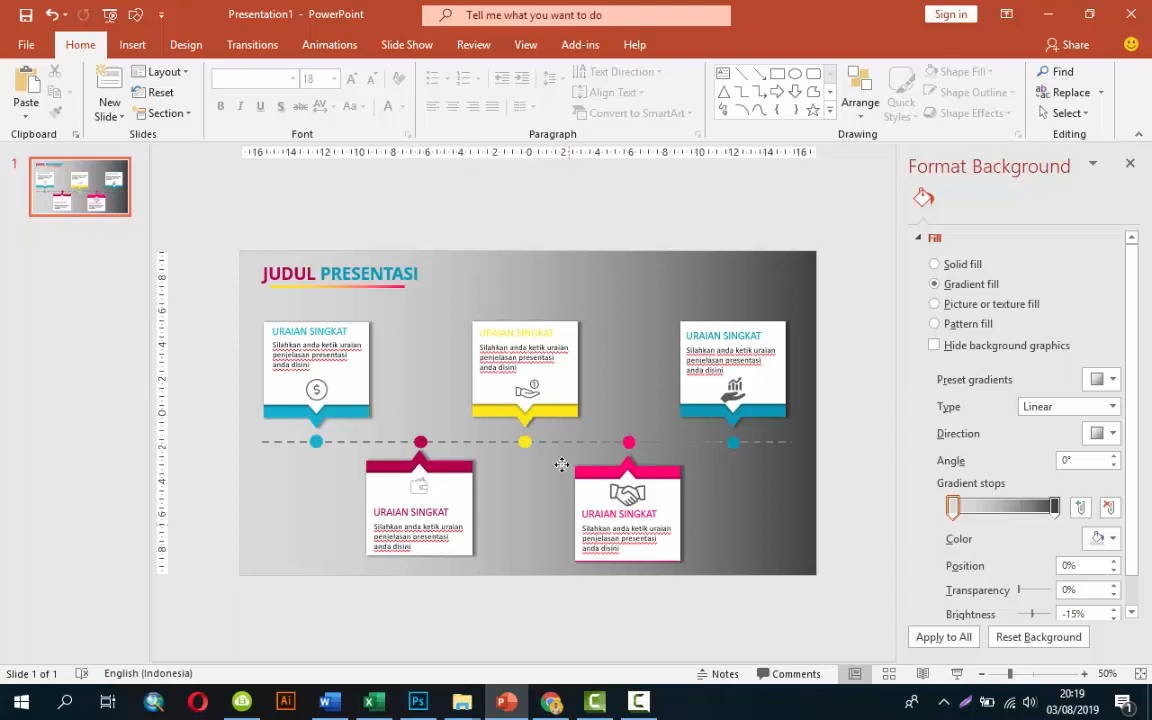 Presentation1 - PowerPoint
Tell me what you want to do
Sign in
File
Home
Insert
Design
Transitions
Animations
Slide Show
Review
View
Add-ins
Help
Share
Paste
New Slide
Layout
Reset
Section
18
B I U S abc AV Aa A
Text Direction
Align Text
Convert to SmartArt
Arrange
Quick Styles
Shape Fill
Shape Outline
Shape Effects
Find
Replace
Select
Clipboard
Slides
Font
Paragraph
Drawing
Editing
1
JUDUL PRESENTASI
URAIAN SINGKAT
Silahkan anda ketik uraian
penjelasan presentasi
anda disini
URAIAN SINGKAT
Silahkan anda ketik uraian
penjelasan presentasi
anda disini
URAIAN SINGKAT
Silahkan anda ketik uraian
penjelasan presentasi
anda disini
URAIAN SINGKAT
Silahkan anda ketik uraian
penjelasan presentasi
anda disini
URAIAN SINGKAT
Silahkan anda ketik uraian
penjelasan presentasi
anda disini
Format Background
Fill
Solid fill
Gradient fill
Picture or texture fill
Pattern fill
Hide background graphics
Preset gradients
Type
Linear
Direction
Angle
0°
Gradient stops
Color
Position
0%
Transparency
0%
Brightness
-15%
Apply to All
Reset Background
Slide 1 of 1
English (Indonesia)
Notes
Comments
50%
20:19
03/08/2019